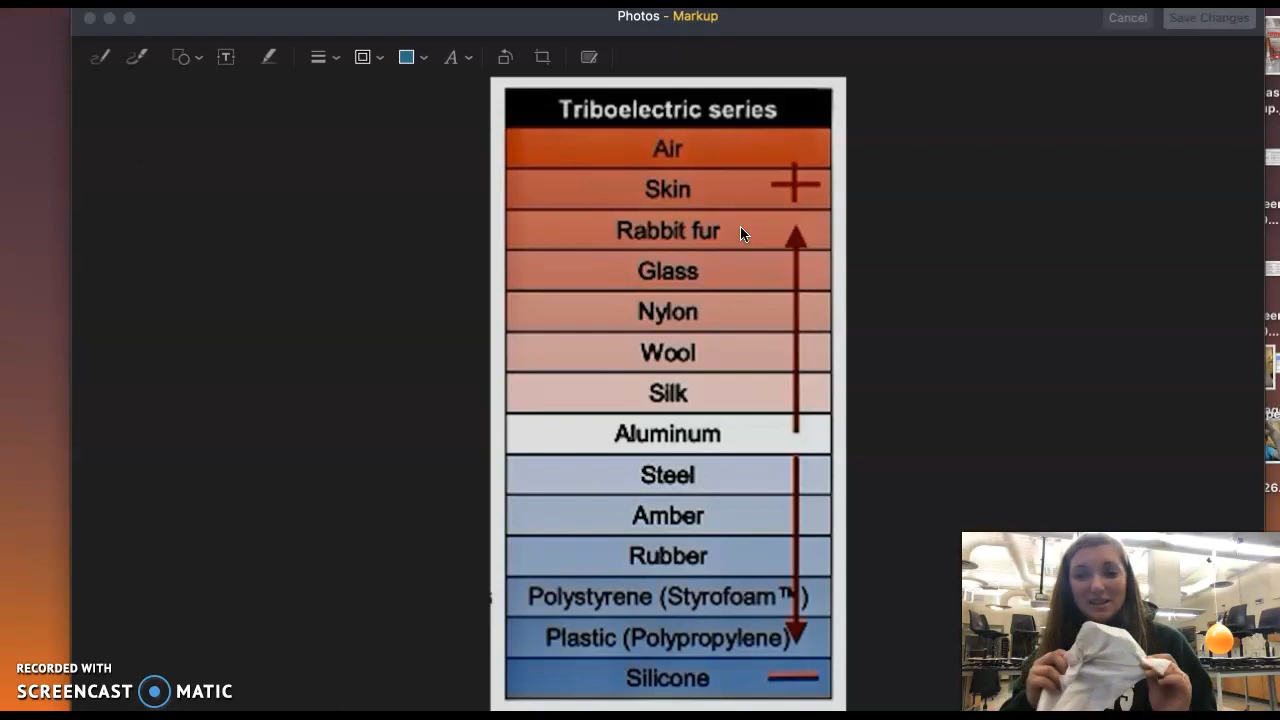 Photos - Markup
Cancel
Save Changes
Triboelectric series
Air
Skin
Rabbit fur
Glass
Nylon
Wool
Silk
Aluminum
Steel
Amber
Rubber
Polystyrene (Styrofoam™)
Plastic (Polypropylene)
Silicone
RECORDED WITH
SCREENCAST MATIC